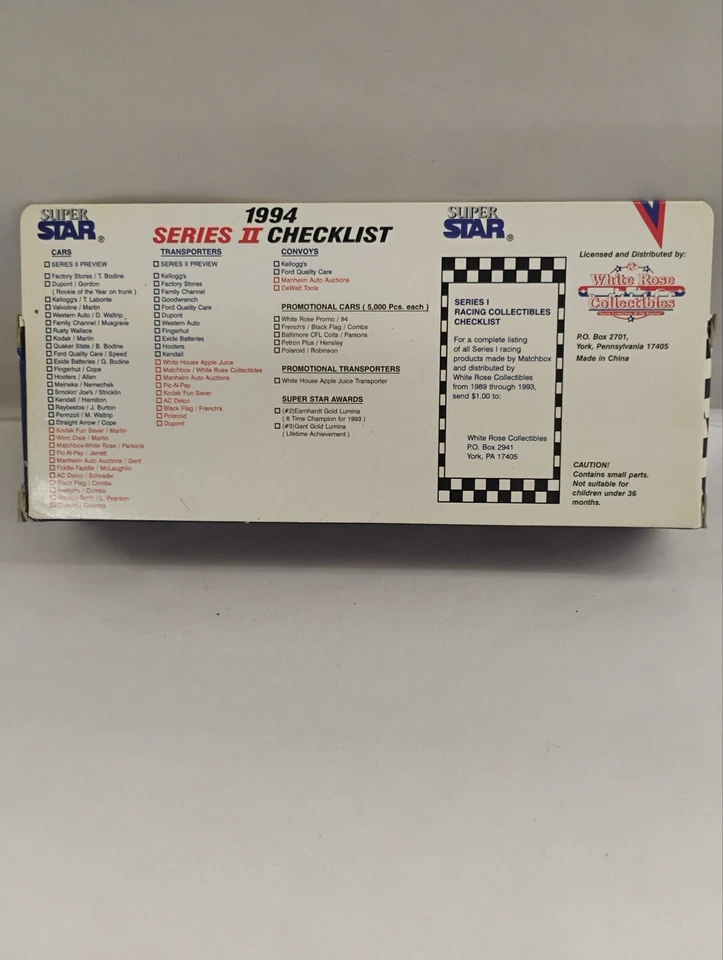 SUPER
STAR®
1994
SERIES II CHECKLIST
CARS
SERIES II PREVIEW
Factory Stores / T. Bodine
Dupont / Gordon
( Rookie of the Year on trunk )
Kellogg's / T. Labonte
Valvoline / Martin
Western Auto / D. Waltrip
Family Channel / Musgrave
Rusty Wallace
Kodak / Marlin
Quaker State / B. Bodine
Ford Quality Care / Speed
Exide Batteries / G. Bodine
Fingerhut / Cope
Hooters / Allen
Meineke / Nemechek
Smokin' Joe's / Stricklin
Kendall / Hamilton
Raybestos / J. Burton
Pennzoil / M. Waltrip
Etraight Arrow / Cope
Kodak Fun Saver / Marlin
Winn Dixie / Martin
Matchbox-White Rose / Parsons
Pic-N-Pay / Jarrett
Manheim Auto Auctions / Gant
Fiddle Faddle / McLaughlin
AC Delco / Schrader
Black Flag / Combs
French's / Combs
/ L. Pearson
TRANSPORTERS
SERIES II PREVIEW
Kellogg's
Factory Stores
Family Channel
Goodwrench
Ford Quality Care
Dupont
Western Auto
Fingerhut
Exide Batteries
Hooters
Kendall
White House Apple Juice
Matchbox / White Rose Collectibles
Manheim Auto Auctions
Pic-N-Pay
Kodak Fun Saver
AC Delco
Black Flag / French's
Polaroid
Dupont
CONVOYS
Kellogg's
Ford Quality Care
Manheim Auto Auctions
DeWalt Tools
PROMOTIONAL CARS ( 5,000 Pcs. each )
White Rose Promo / 94
French's / Black Flag / Combs
Baltimore CFL Colts / Parsons
Petron Plus / Hensley
Polaroid / Robinson
PROMOTIONAL TRANSPORTERS
White House Apple Juice Transporter
SUPER STAR AWARDS
(#2)Earnhardt Gold Lumina
( 6 Time Champion for 1993 )
(#3)Gant Gold Lumina
( Lifetime Achievement )
SUPER
STAR®
SERIES I
RACING COLLECTIBLES
CHECKLIST
For a complete listing
of all Series I racing
products made by Matchbox
and distributed by
White Rose Collectibles
from 1989 through 1993,
send $1.00 to:
White Rose Collectibles
P.O. Box 2941
York, PA 17405
Licensed and Distributed by:
White Rose
Collectibles
P.O. Box 2701,
York, Pennsylvania 17405
Made in China
CAUTION!
Contains small parts.
Not suitable for
children under 36
months.